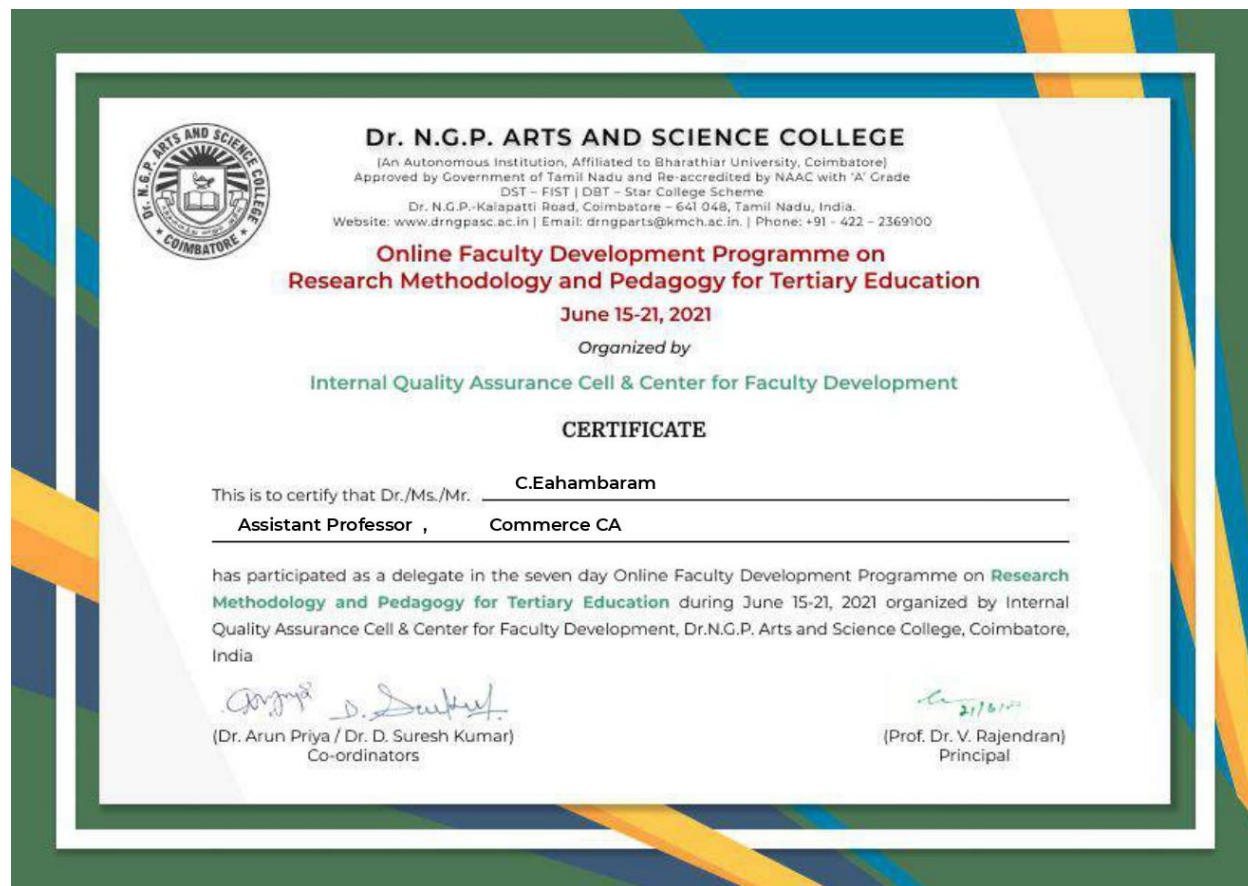 Dr. N.G.P. ARTS AND SCIENCE COLLEGE
COIMBATORE
Dr. N.G.P. ARTS AND SCIENCE COLLEGE
(An Autonomous Institution, Affiliated to Bharathiar University, Coimbatore)
Approved by Government of Tamil Nadu and Re-accredited by NAAC with 'A' Grade
DST – FIST | DBT – Star College Scheme
Dr. N.G.P.-Kalapatti Road, Coimbatore – 641 048, Tamil Nadu, India.
Website: www.drngpasc.ac.in | Email: drngparts@kmch.ac.in. | Phone: +91 - 422 – 2369100
Online Faculty Development Programme on
Research Methodology and Pedagogy for Tertiary Education
June 15-21, 2021
Organized by
Internal Quality Assurance Cell & Center for Faculty Development
CERTIFICATE
This is to certify that Dr./Ms./Mr. C.Eahambaram
Assistant Professor , Commerce CA
has participated as a delegate in the seven day Online Faculty Development Programme on Research
Methodology and Pedagogy for Tertiary Education during June 15-21, 2021 organized by Internal
Quality Assurance Cell & Center for Faculty Development, Dr.N.G.P. Arts and Science College, Coimbatore,
India
(Dr. Arun Priya / Dr. D. Suresh Kumar)
Co-ordinators
(Prof. Dr. V. Rajendran)
Principal